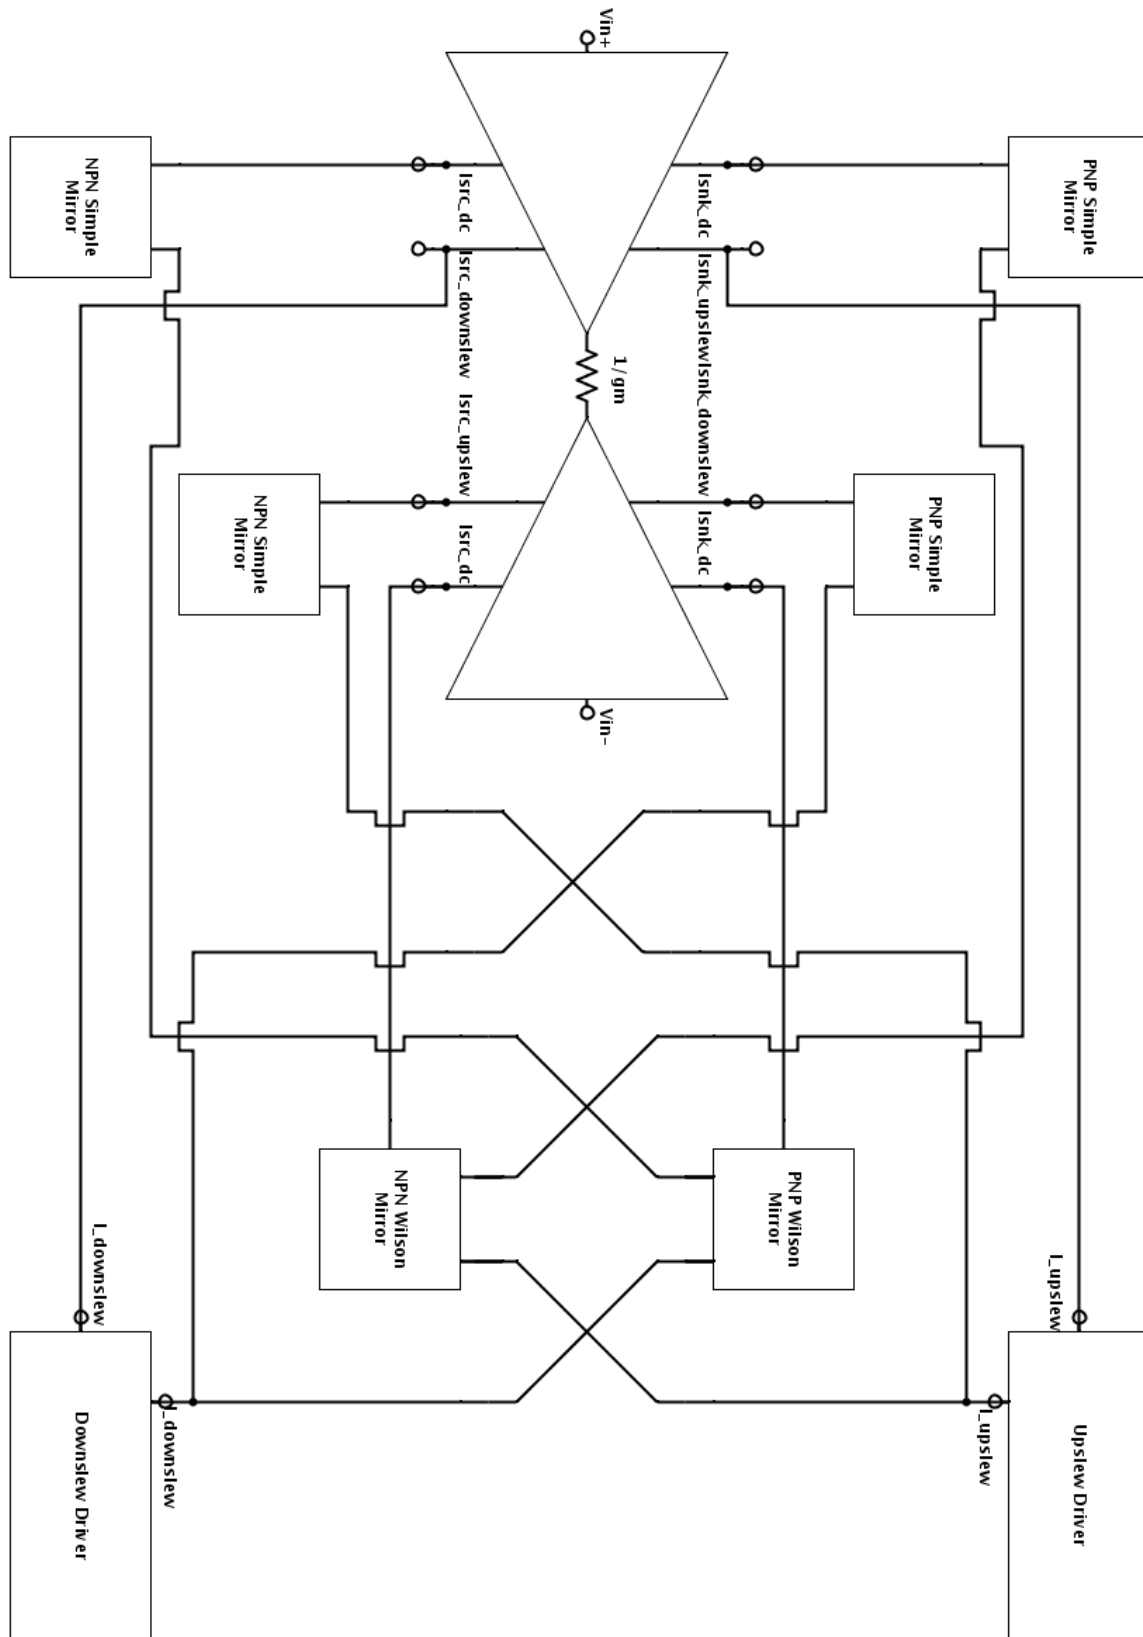 Vin+
PNP Simple
Mirror
Isnk_dc
Isnk_upslew
Isnk_downslew
Isnk_dc
PNP Simple
Mirror
1/gm
Isrc_dc
Isrc_downslew
Isrc_upslew
Isrc_dc
NPN Simple
Mirror
NPN Simple
Mirror
Vin-
PNP Wilson
Mirror
NPN Wilson
Mirror
I_upslew
I_upslew
Upslew Driver
I_downslew
I_downslew
Downslew Driver